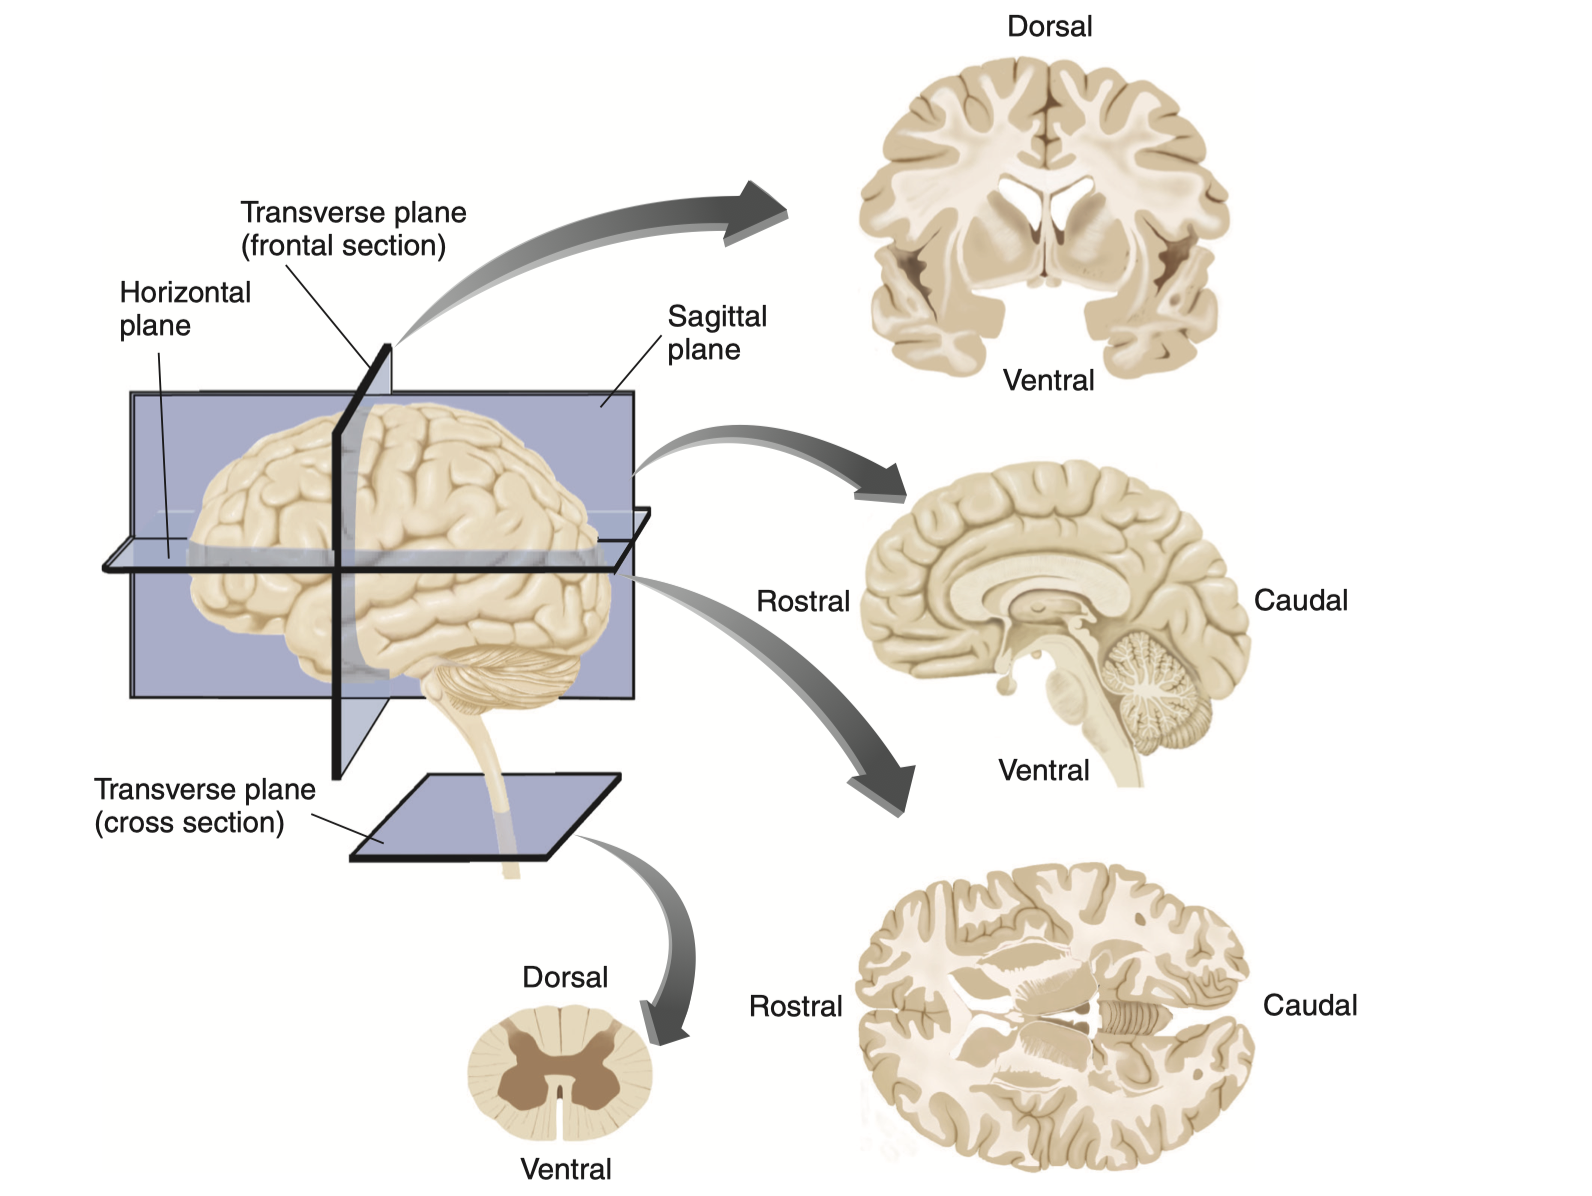 Dorsal
Transverse plane
(frontal section)
Horizontal
plane
Sagittal
plane
Ventral
Rostral
Caudal
Ventral
Transverse plane
(cross section)
Dorsal
Rostral
Caudal
Ventral